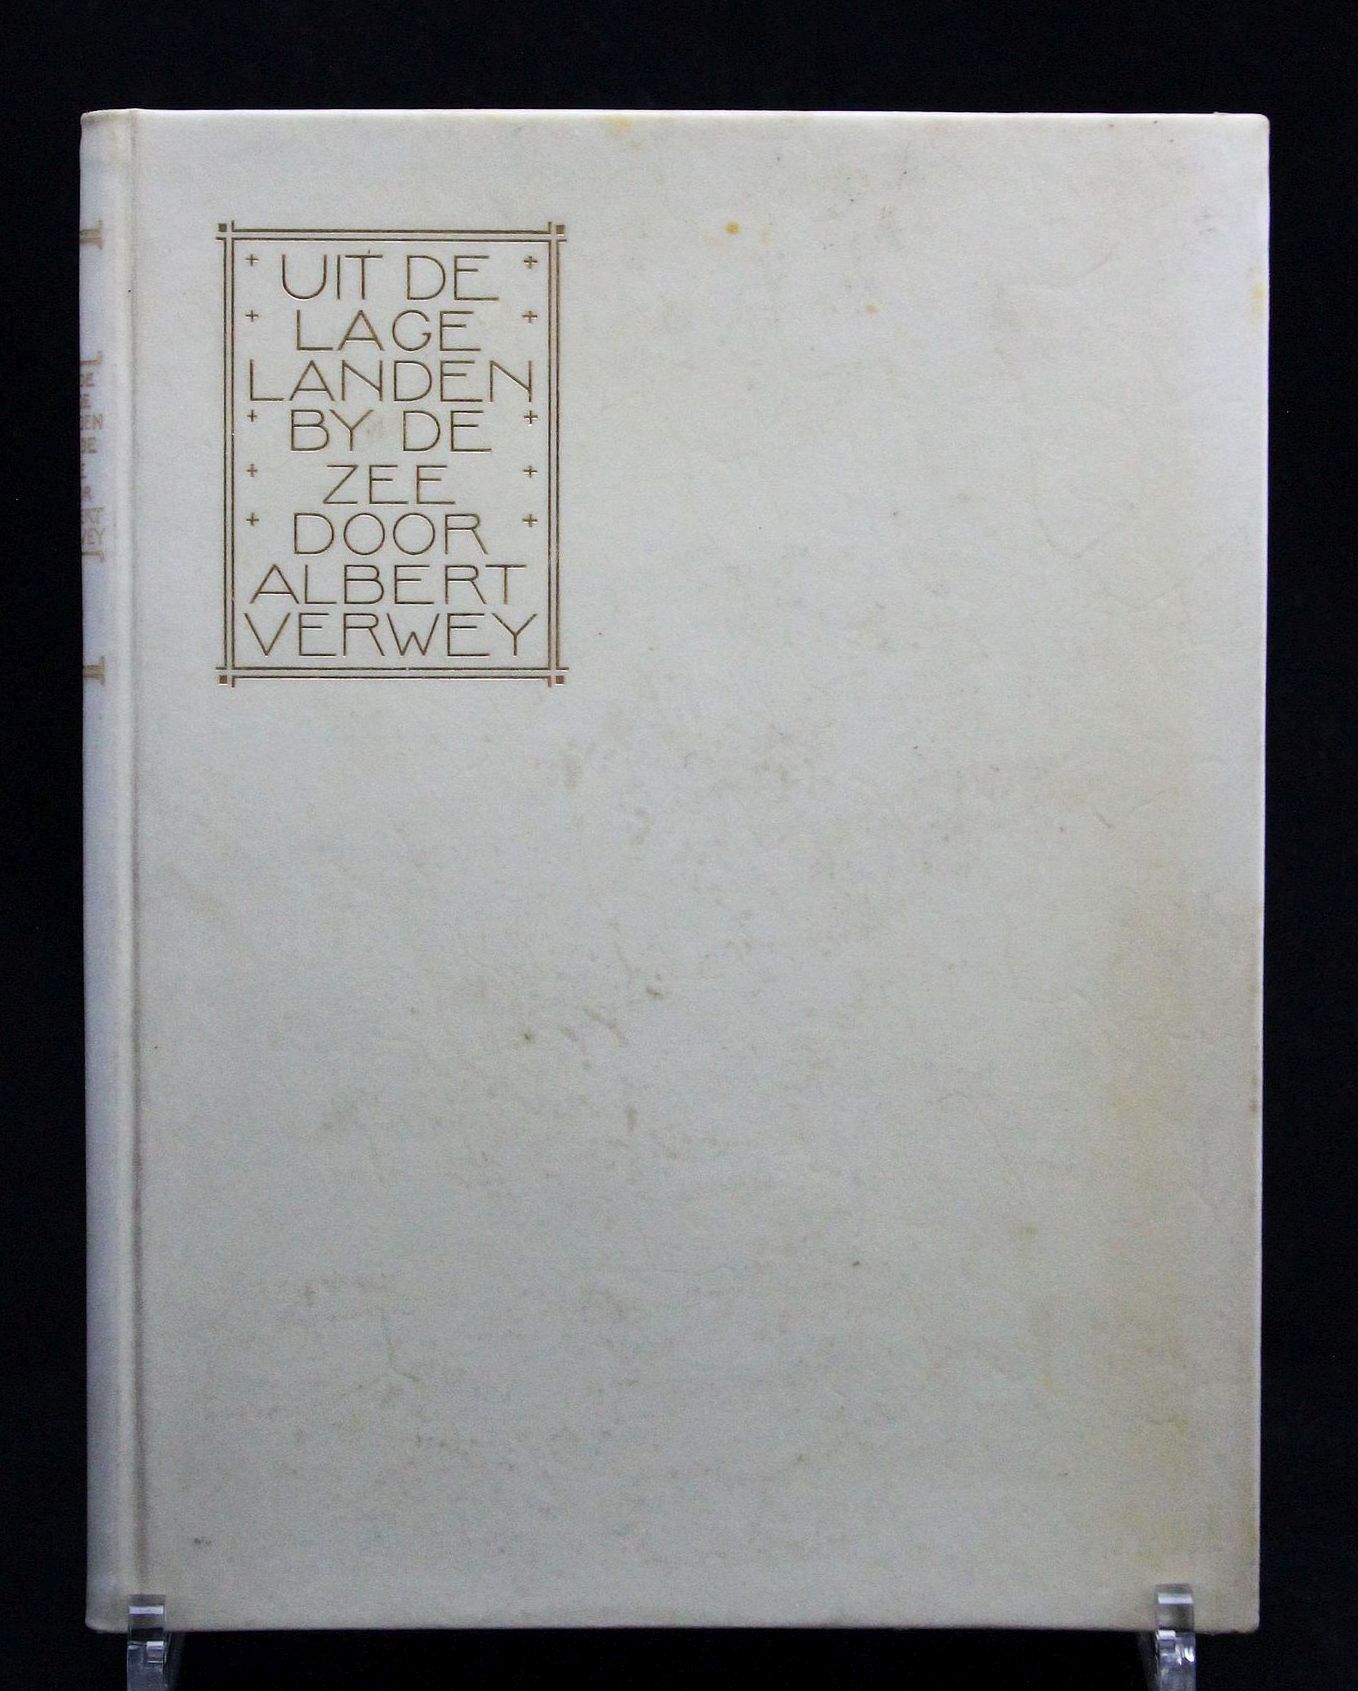 UIT DE
LAGE
LANDEN
BY DE
ZEE
DOOR
ALBERT
VERWEY